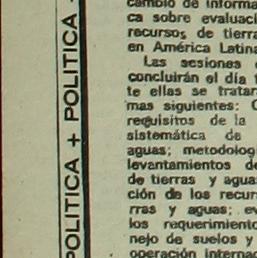 POLITICA + POLITICA
cambio de informa
ca sobre evaluaci
recursos de tierra
en América Latina
Las sesiones
concluirán el día
te ellas se tratar
mas siguientes:
requisitos de la
sistemática de
aguas; metodolog
levantamientos de
de tierras y agua
ción de los recur
rras y aguas; ev
los requerimiento
nejo de suelos y
operación interna